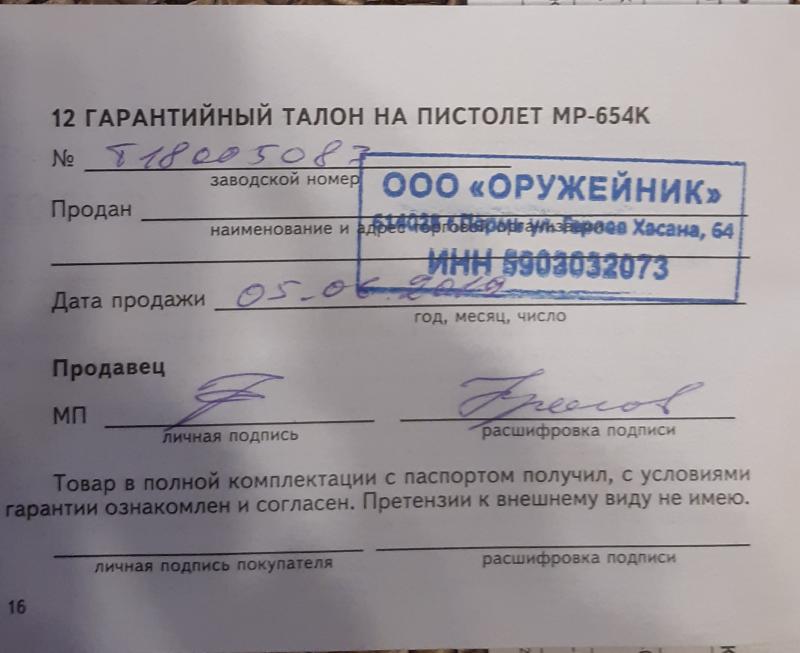 12 ГАРАНТИЙНЫЙ ТАЛОН НА ПИСТОЛЕТ МР-654К
№ Т18005087
заводской номер
ООО «ОРУЖЕЙНИК»
Продан
614025 г. Пермь ул. Героев Хасана, 64
наименование и адрес торговой организации
ИНН 5903032073
Дата продажи 05-06.2019
год, месяц, число
Продавец
МП
личная подпись
расшифровка подписи
Товар в полной комплектации с паспортом получил, с условиями
гарантии ознакомлен и согласен. Претензии к внешнему виду не имею.
личная подпись покупателя
расшифровка подписи
16